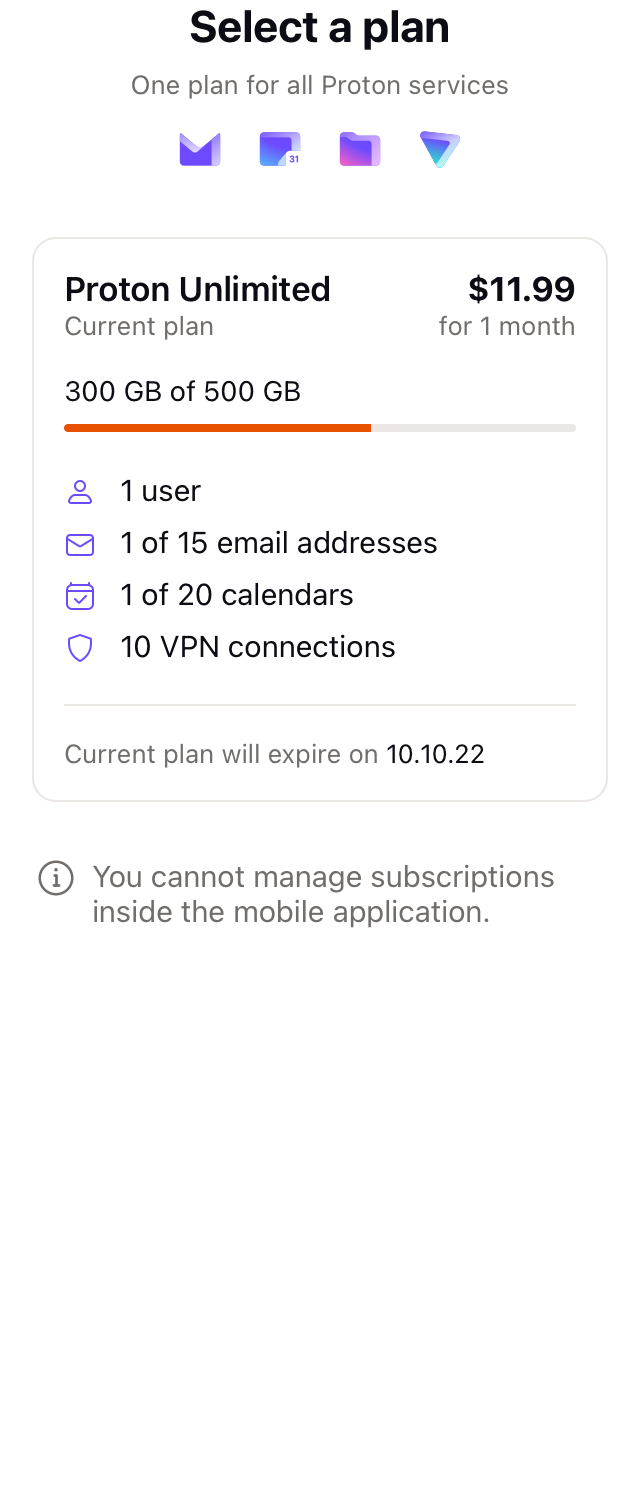 Select a plan
One plan for all Proton services
31
Proton Unlimited
$11.99
Current plan
for 1 month
300 GB of 500 GB
1 user
1 of 15 email addresses
1 of 20 calendars
10 VPN connections
Current plan will expire on 10.10.22
You cannot manage subscriptions
inside the mobile application.